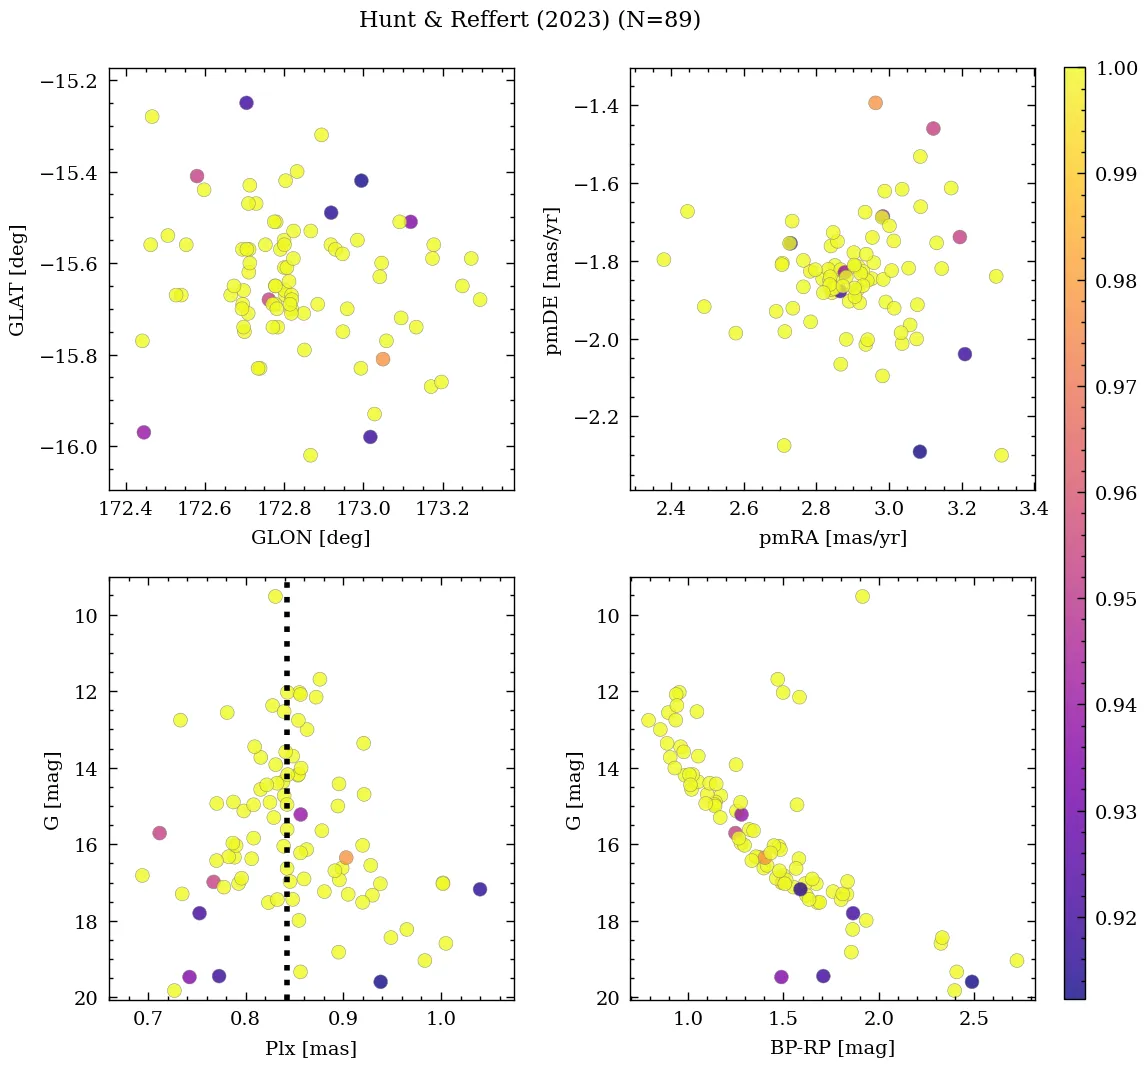 Hunt & Reffert (2023) (N=89)
−15.2
−15.4
−15.6
−15.8
−16.0
GLAT [deg]
172.4 172.6 172.8 173.0 173.2
GLON [deg]
−1.4
−1.6
−1.8
−2.0
−2.2
pmDE [mas/yr]
2.4 2.6 2.8 3.0 3.2 3.4
pmRA [mas/yr]
10
12
14
16
18
20
G [mag]
0.7 0.8 0.9 1.0
Plx [mas]
10
12
14
16
18
20
G [mag]
1.0 1.5 2.0 2.5
BP-RP [mag]
1.00
0.99
0.98
0.97
0.96
0.95
0.94
0.93
0.92